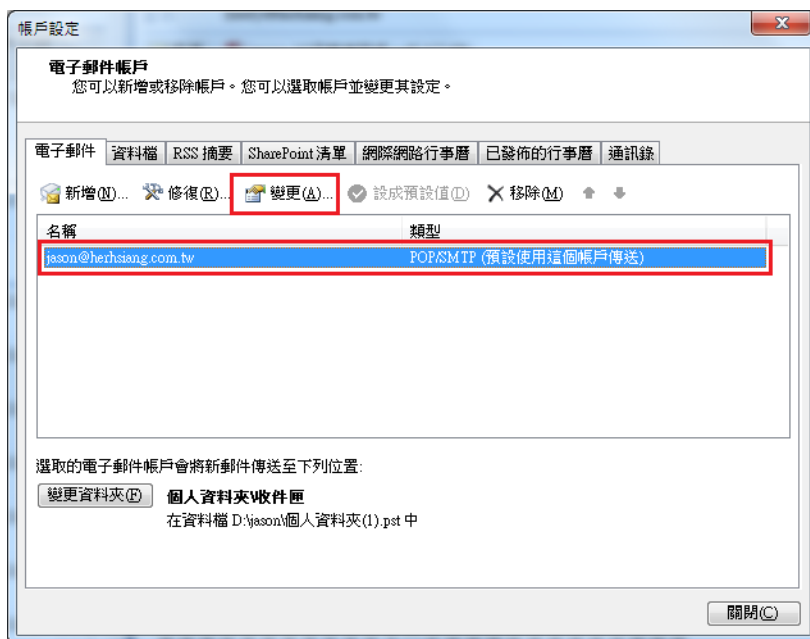 帳戶設定
電子郵件帳戶
您可以新增或移除帳戶。您可以選取帳戶並變更其設定。
電子郵件 資料檔 RSS 摘要 SharePoint 清單 網際網路行事曆 已發佈的行事曆 通訊錄
新增(N)... 修復(R)... 變更(A)... 設成預設值(D) 移除(M)
名稱 類型
jason@herhsiang.com.tw POP/SMTP (預設使用這個帳戶傳送)
選取的電子郵件帳戶會將新郵件傳送至下列位置:
變更資料夾(F) 個人資料夾\收件匣
在資料檔 D:\jason\個人資料夾(1).pst 中
關閉(C)